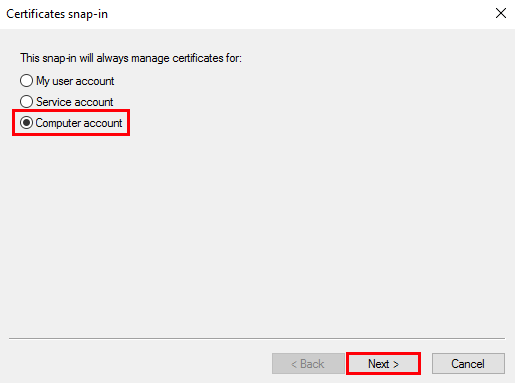 Certificates snap-in
This snap-in will always manage certificates for:
My user account
Service account
Computer account
< Back Next > Cancel